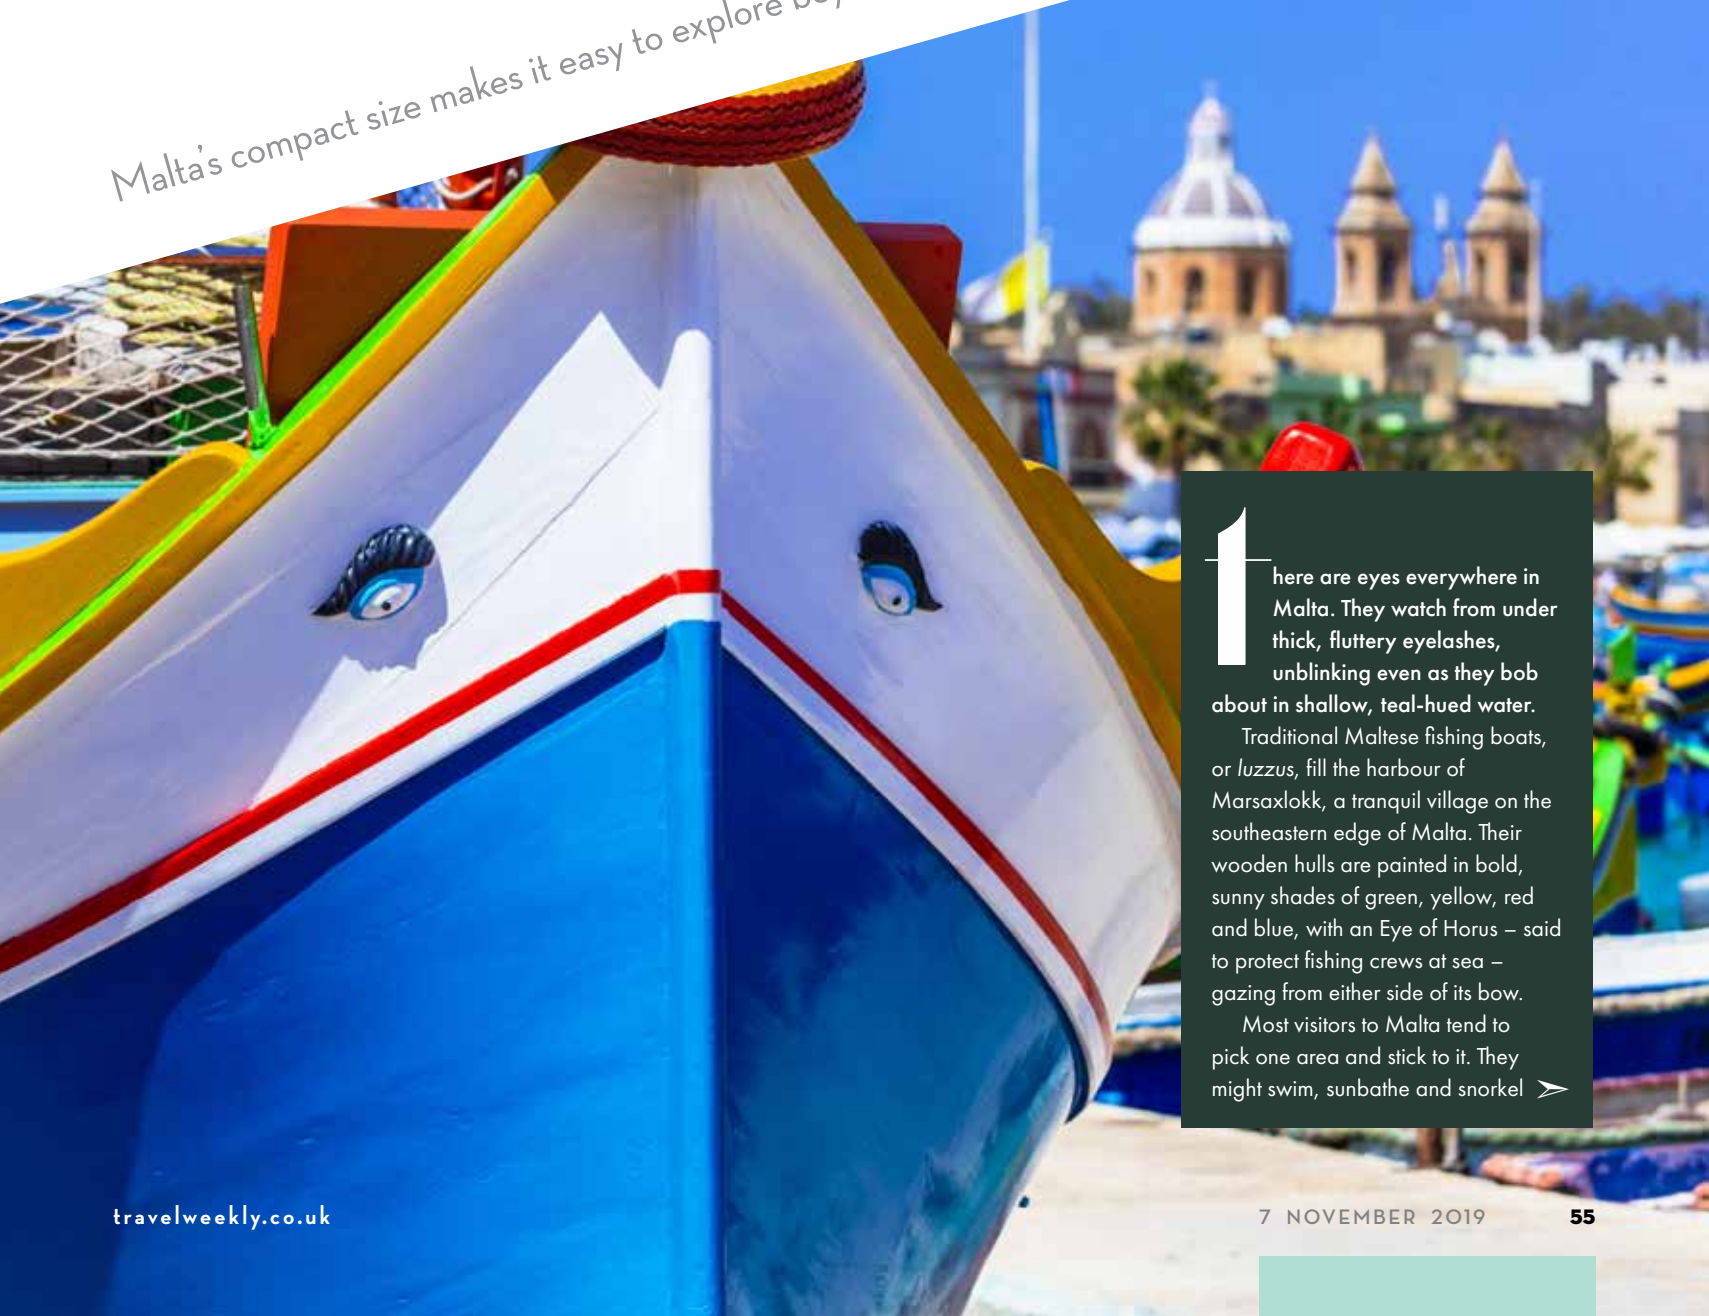 Malta's compact size makes it easy to explore
There are eyes everywhere in
Malta. They watch from under
thick, fluttery eyelashes,
unblinking even as they bob
about in shallow, teal-hued water.
Traditional Maltese fishing boats,
or luzzus, fill the harbour of
Marsaxlokk, a tranquil village on the
southeastern edge of Malta. Their
wooden hulls are painted in bold,
sunny shades of green, yellow, red
and blue, with an Eye of Horus – said
to protect fishing crews at sea –
gazing from either side of its bow.
Most visitors to Malta tend to
pick one area and stick to it. They
might swim, sunbathe and snorkel
travelweekly.co.uk
7 NOVEMBER 2019
55